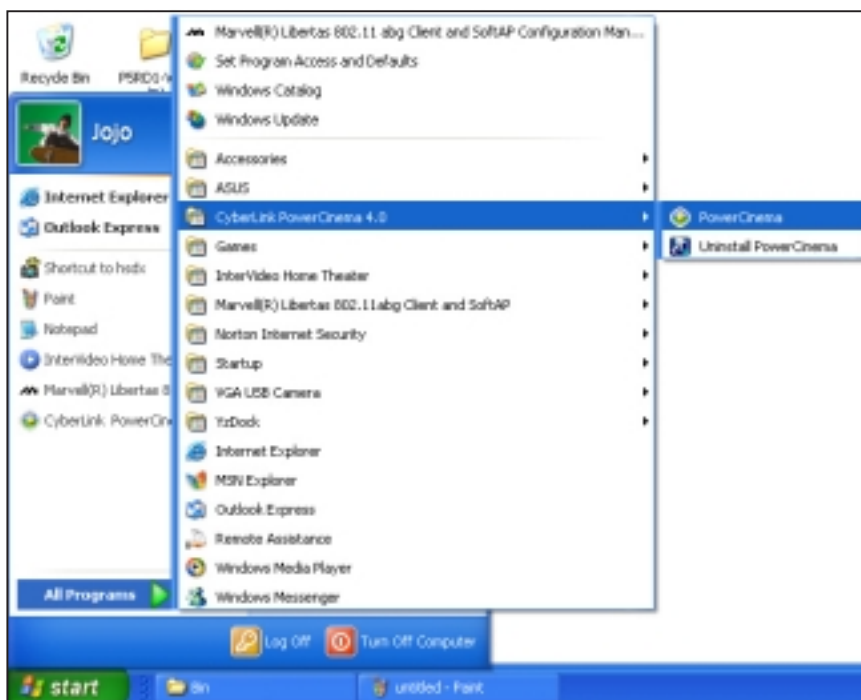 Marvell(R) Libertas 802.11 abg Client and SoftAP Configuration Man...
Set Program Access and Defaults
Windows Catalog
Windows Update
Accessories
ASUS
CyberLink PowerCinema 4.0
Games
InterVideo Home Theater
Marvell(R) Libertas 802.11abg Client and SoftAP
Norton Internet Security
Startup
VGA USB Camera
YzDock
Internet Explorer
MSN Explorer
Outlook Express
Remote Assistance
Windows Media Player
Windows Messenger
PowerCinema
Uninstall PowerCinema
Recycle Bin
Jojo
Internet Explorer
Outlook Express
Shortcut to hsdx
Paint
Notepad
InterVideo Home The
Marvell(R) Libertas 8
CyberLink PowerCin
All Programs
Log Off
Turn Off Computer
start
Bin
untitled - Paint